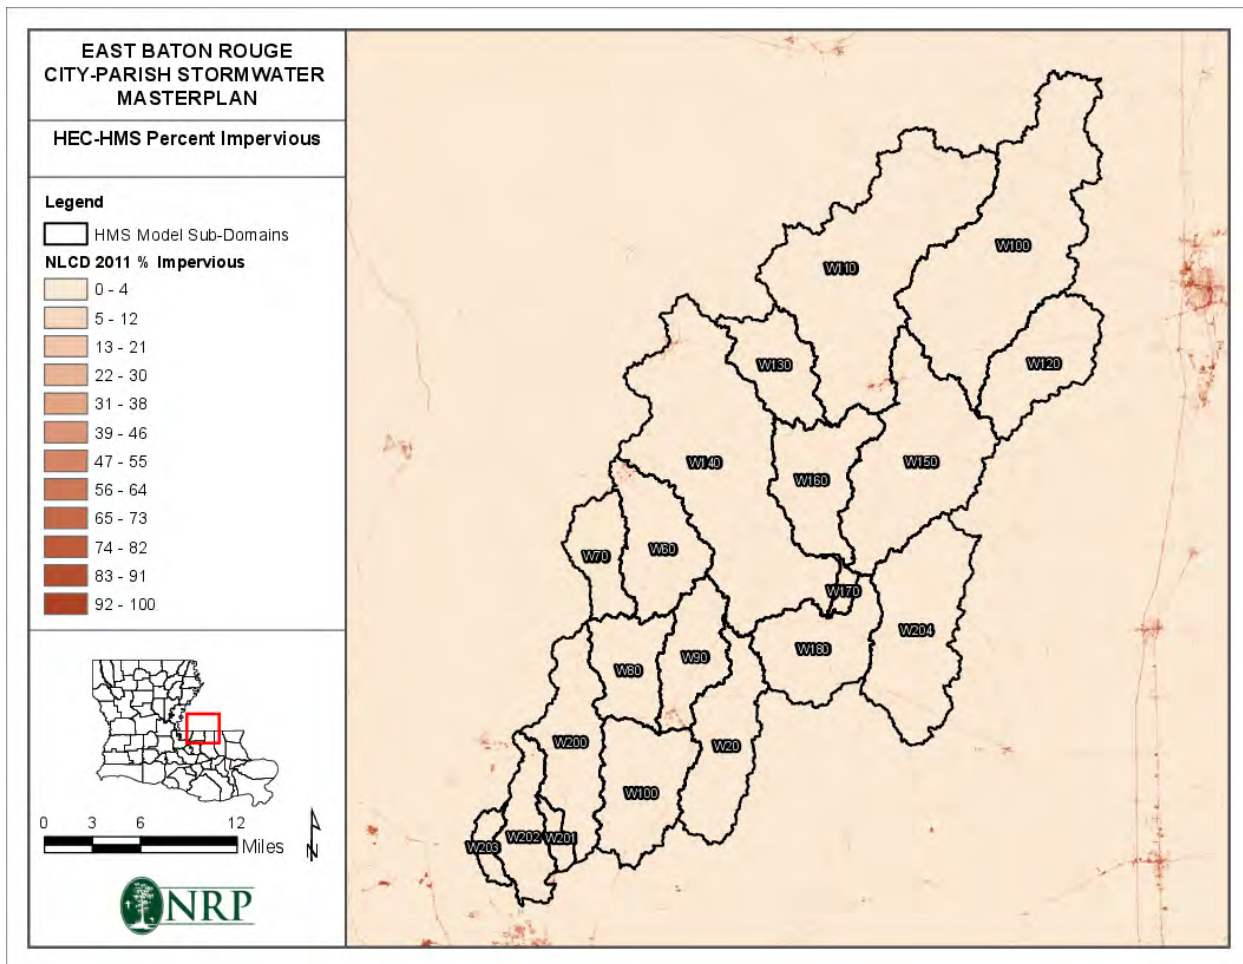 EAST BATON ROUGE
CITY-PARISH STORMWATER
MASTERPLAN
HEC-HMS Percent Impervious
Legend
HMS Model Sub-Domains
NLCD 2011 % Impervious
0 - 4
5 - 12
13 - 21
22 - 30
31 - 38
39 - 46
47 - 55
56 - 64
65 - 73
74 - 82
83 - 91
92 - 100
0 3 6 12
Miles
N
NRP
W100
W110
W120
W130
W140
W150
W160
W70
W60
W170
W204
W180
W80
W90
W200
W20
W100
W202
W201
W203